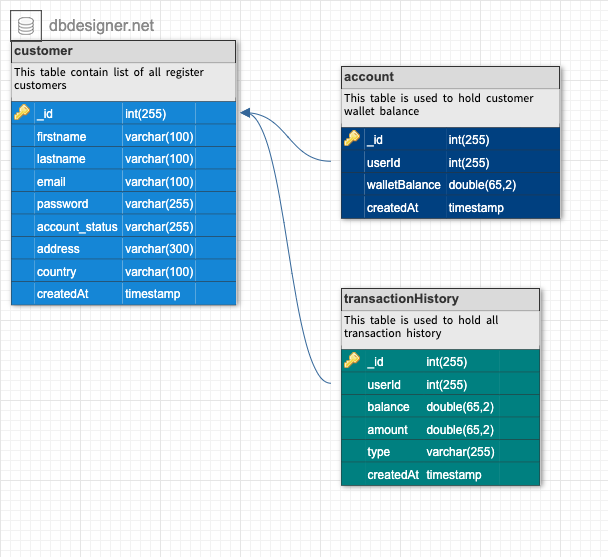 dbdesigner.net
customer
This table contain list of all register
customers
_id int(255)
firstname varchar(100)
lastname varchar(100)
email varchar(100)
password varchar(255)
account_status varchar(255)
address varchar(300)
country varchar(100)
createdAt timestamp
account
This table is used to hold customer
wallet balance
_id int(255)
userId int(255)
walletBalance double(65,2)
createdAt timestamp
transactionHistory
This table is used to hold all
transaction history
_id int(255)
userId int(255)
balance double(65,2)
amount double(65,2)
type varchar(255)
createdAt timestamp